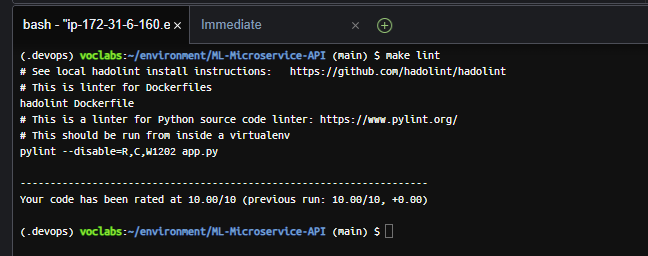 bash - "ip-172-31-6-160.e × Immediate ×
(.devops) voclabs:~/environment/ML-Microservice-API (main) $ make lint
# See local hadolint install instructions:   https://github.com/hadolint/hadolint
# This is linter for Dockerfiles
hadolint Dockerfile
# This is a linter for Python source code linter: https://www.pylint.org/
# This should be run from inside a virtualenv
pylint --disable=R,C,W1202 app.py
--------------------------------------------------------------------
Your code has been rated at 10.00/10 (previous run: 10.00/10, +0.00)
(.devops) voclabs:~/environment/ML-Microservice-API (main) $